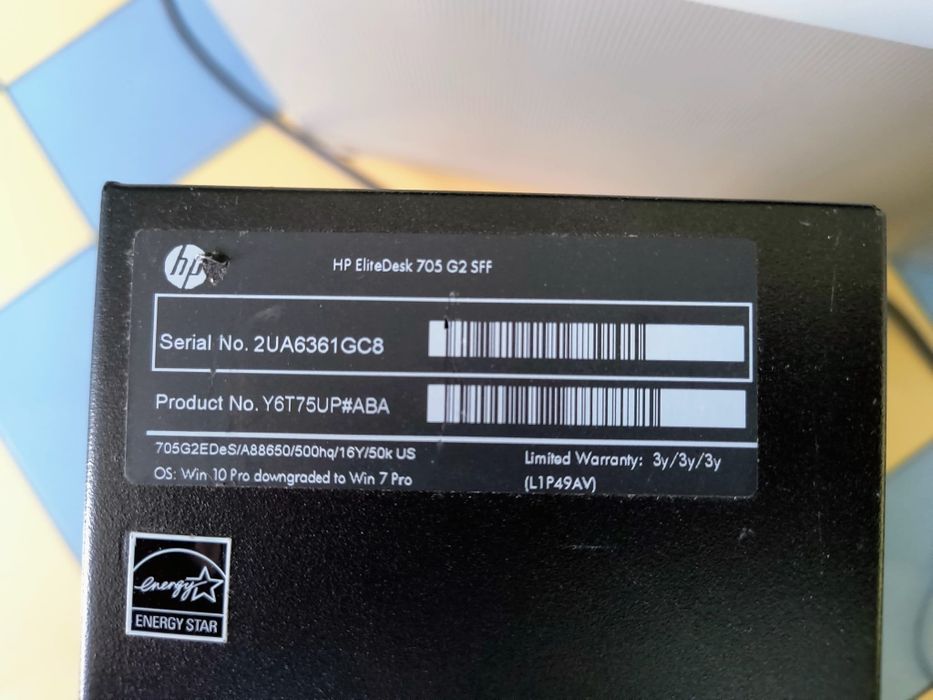 hp
HP EliteDesk 705 G2 SFF
Serial No. 2UA6361GC8
Product No. Y6T75UP#ABA
705G2EDeS/A88650/500hq/16Y/50k US
Limited Warranty: 3y/3y/3y
OS: Win 10 Pro downgraded to Win 7 Pro
(L1P49AV)
energy
ENERGY STAR